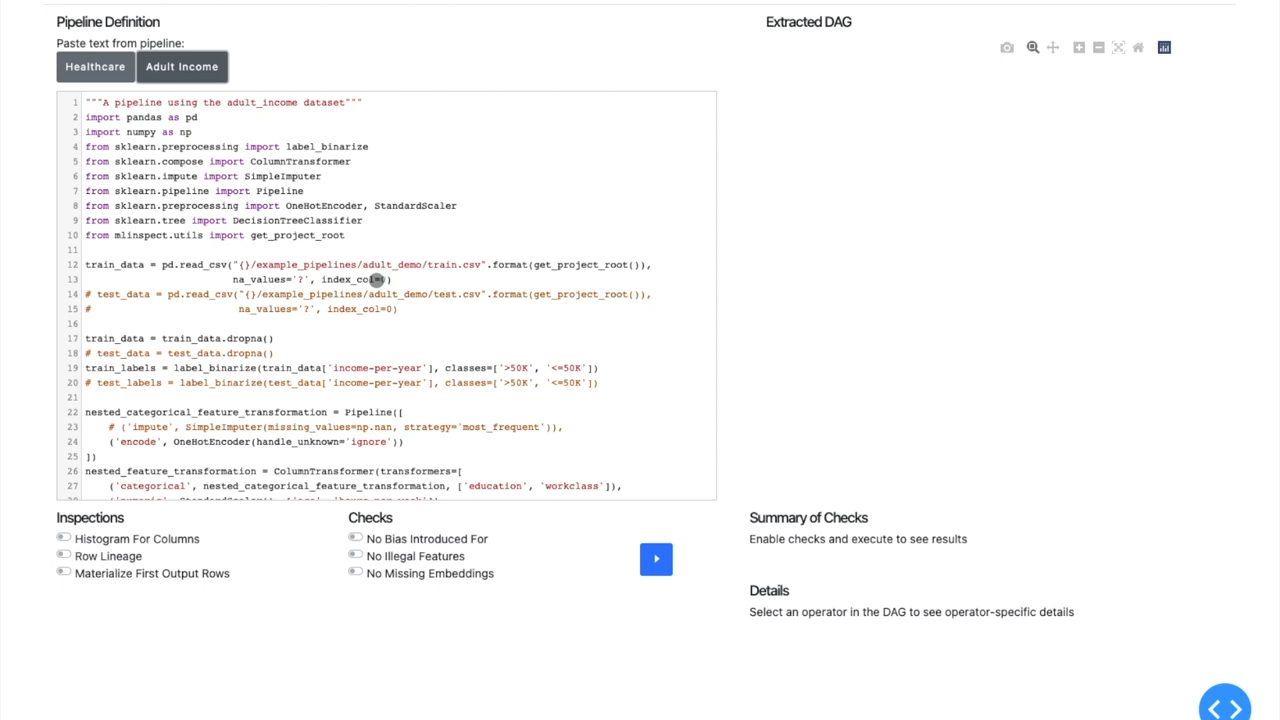 Pipeline Definition
Extracted DAG
Paste text from pipeline:
Healthcare
Adult Income
1 """A pipeline using the adult_income dataset"""
2 import pandas as pd
3 import numpy as np
4 from sklearn.preprocessing import label_binarize
5 from sklearn.compose import ColumnTransformer
6 from sklearn.impute import SimpleImputer
7 from sklearn.pipeline import Pipeline
8 from sklearn.preprocessing import OneHotEncoder, StandardScaler
9 from sklearn.tree import DecisionTreeClassifier
10 from mlinspect.utils import get_project_root
11
12 train_data = pd.read_csv("{}/example_pipelines/adult_demo/train.csv".format(get_project_root()),
13 na_values='?', index_col=0)
14 # test_data = pd.read_csv("{}/example_pipelines/adult_demo/test.csv".format(get_project_root()),
15 # na_values='?', index_col=0)
16
17 train_data = train_data.dropna()
18 # test_data = test_data.dropna()
19 train_labels = label_binarize(train_data['income-per-year'], classes=['>50K', '<=50K'])
20 # test_labels = label_binarize(test_data['income-per-year'], classes=['>50K', '<=50K'])
21
22 nested_categorical_feature_transformation = Pipeline([
23 # ('impute', SimpleImputer(missing_values=np.nan, strategy='most_frequent')),
24 ('encode', OneHotEncoder(handle_unknown='ignore'))
25 ])
26 nested_feature_transformation = ColumnTransformer(transformers=[
27 ('categorical', nested_categorical_feature_transformation, ['education', 'workclass']),
Inspections
Histogram For Columns
Row Lineage
Materialize First Output Rows
Checks
No Bias Introduced For
No Illegal Features
No Missing Embeddings
Summary of Checks
Enable checks and execute to see results
Details
Select an operator in the DAG to see operator-specific details